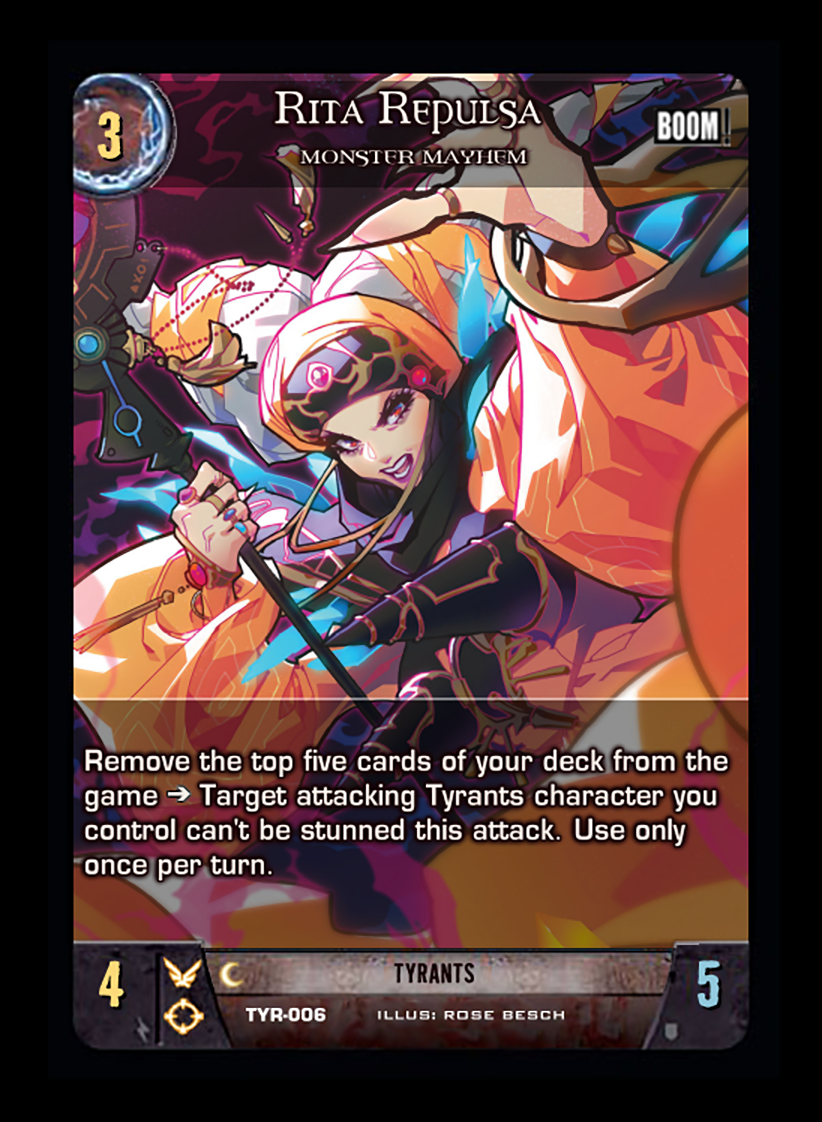 3
Rita Repulsa
BOOM!
Monster Mayhem
Remove the top five cards of your deck from the
game ➔ Target attacking Tyrants character you
control can't be stunned this attack. Use only
once per turn.
4
TYRANTS
5
TYR-006
ILLUS: ROSE BESCH